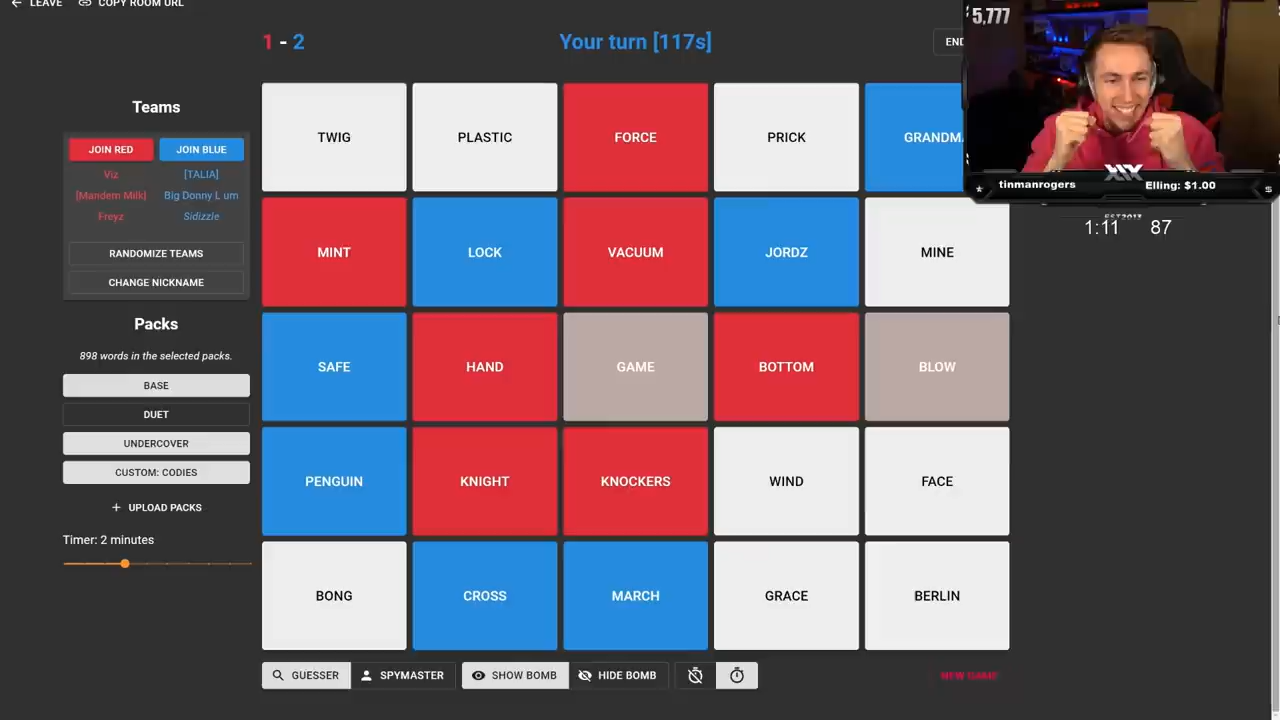 LEAVE COPY ROOM URL
5,777
1 - 2
Your turn [117s]
END
Teams
JOIN RED JOIN BLUE
Viz [TALIA]
[Mandem Milk] Big Donny L um
Freyz Sidizzle
RANDOMIZE TEAMS
CHANGE NICKNAME
Packs
898 words in the selected packs.
BASE
DUET
UNDERCOVER
CUSTOM: CODIES
+ UPLOAD PACKS
Timer: 2 minutes
TWIG PLASTIC FORCE PRICK GRANDMA
MINT LOCK VACUUM JORDZ MINE
SAFE HAND GAME BOTTOM BLOW
PENGUIN KNIGHT KNOCKERS WIND FACE
BONG CROSS MARCH GRACE BERLIN
GUESSER SPYMASTER SHOW BOMB HIDE BOMB
NEW GAME
tinmanrogers XIX Elling: $1.00
1:11 87